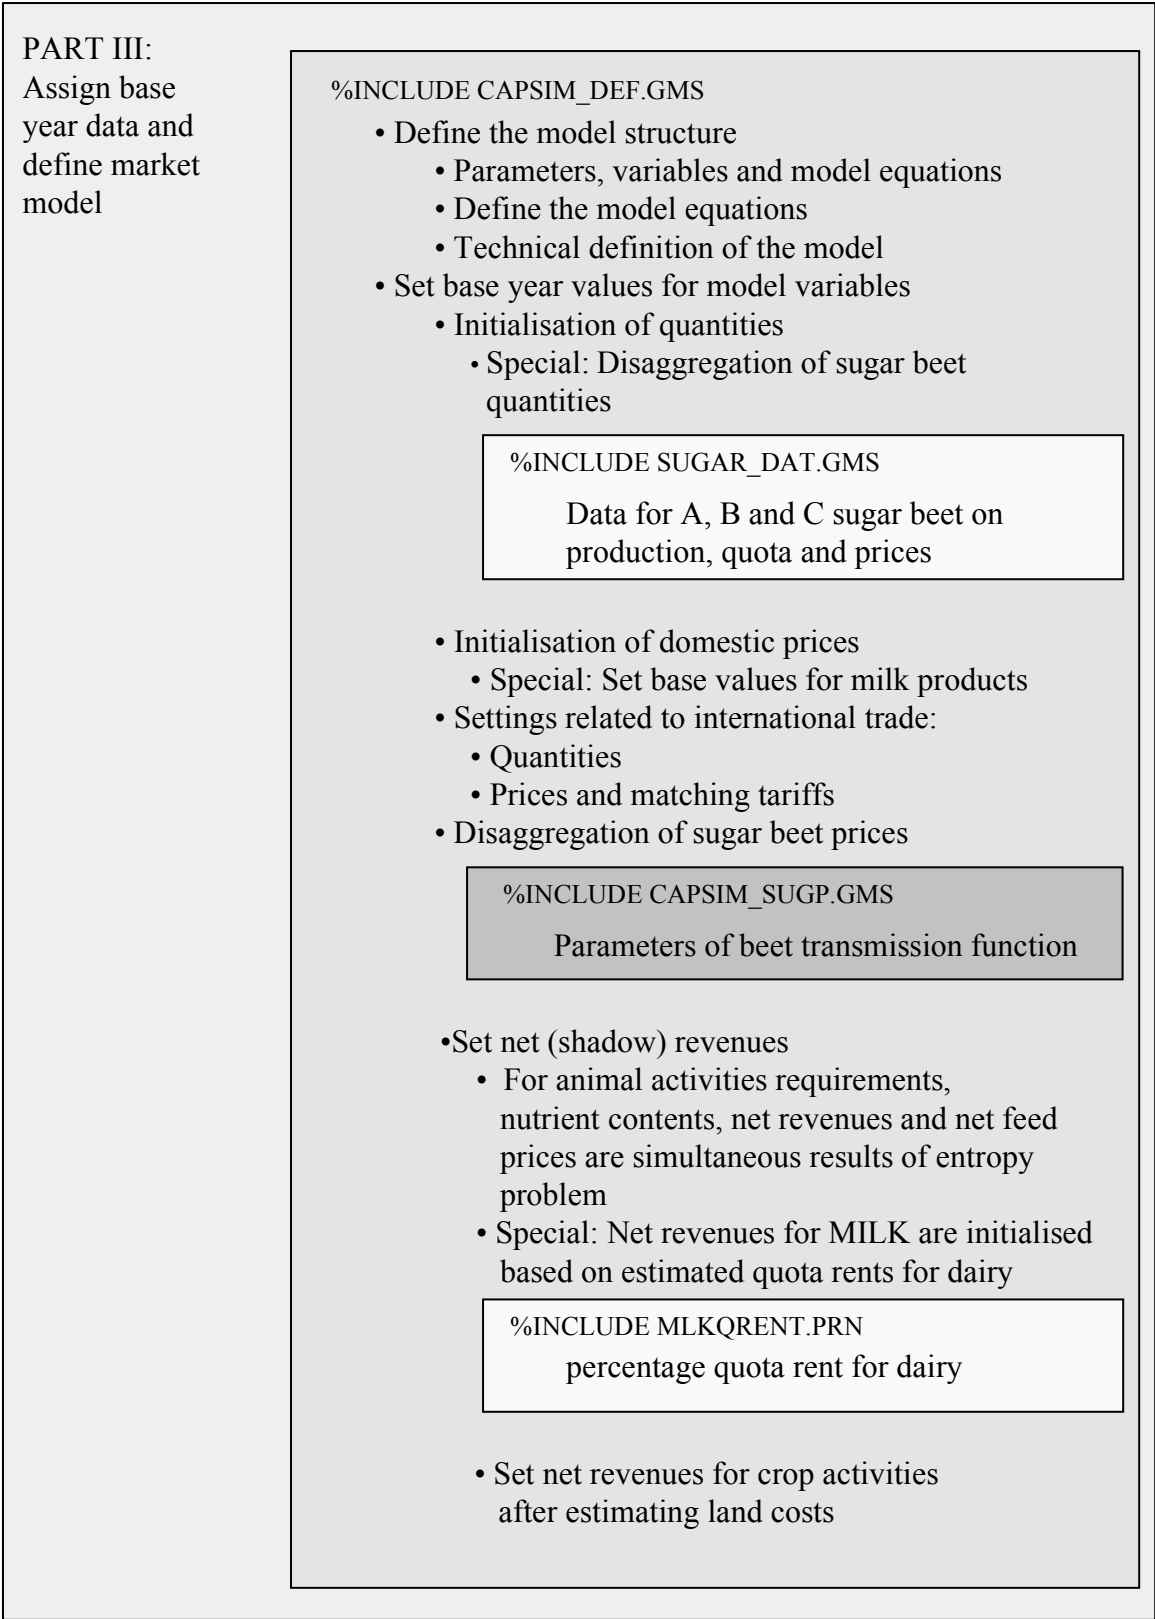 PART III:
Assign base
year data and
define market
model
%INCLUDE CAPSIM_DEF.GMS
• Define the model structure
• Parameters, variables and model equations
• Define the model equations
• Technical definition of the model
• Set base year values for model variables
• Initialisation of quantities
• Special: Disaggregation of sugar beet
quantities
%INCLUDE SUGAR_DAT.GMS
Data for A, B and C sugar beet on
production, quota and prices
• Initialisation of domestic prices
• Special: Set base values for milk products
• Settings related to international trade:
• Quantities
• Prices and matching tariffs
• Disaggregation of sugar beet prices
%INCLUDE CAPSIM_SUGP.GMS
Parameters of beet transmission function
•Set net (shadow) revenues
• For animal activities requirements,
nutrient contents, net revenues and net feed
prices are simultaneous results of entropy
problem
• Special: Net revenues for MILK are initialised
based on estimated quota rents for dairy
%INCLUDE MLKQRENT.PRN
percentage quota rent for dairy
• Set net revenues for crop activities
after estimating land costs